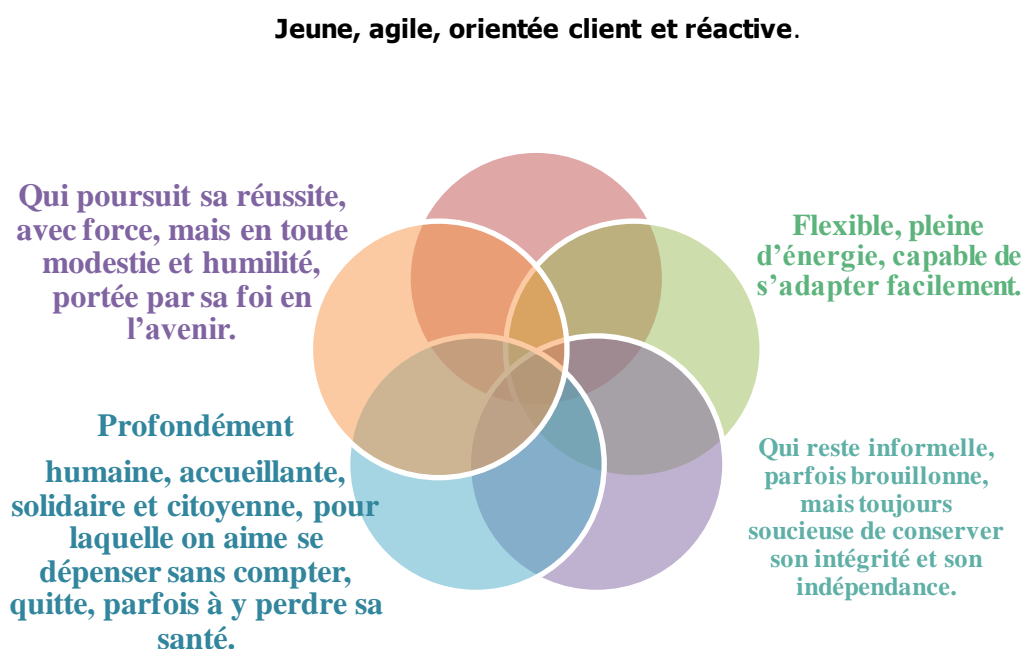 Jeune, agile, orientée client et réactive.
Qui poursuit sa réussite,
avec force, mais en toute
modestie et humilité,
portée par sa foi en
l’avenir.
Flexible, pleine
d’énergie, capable de
s’adapter facilement.
Profondément
humaine, accueillante,
solidaire et citoyenne, pour
laquelle on aime se
dépenser sans compter,
quitte, parfois à y perdre sa
santé.
Qui reste informelle,
parfois brouillonne,
mais toujours
soucieuse de conserver
son intégrité et son
indépendance.